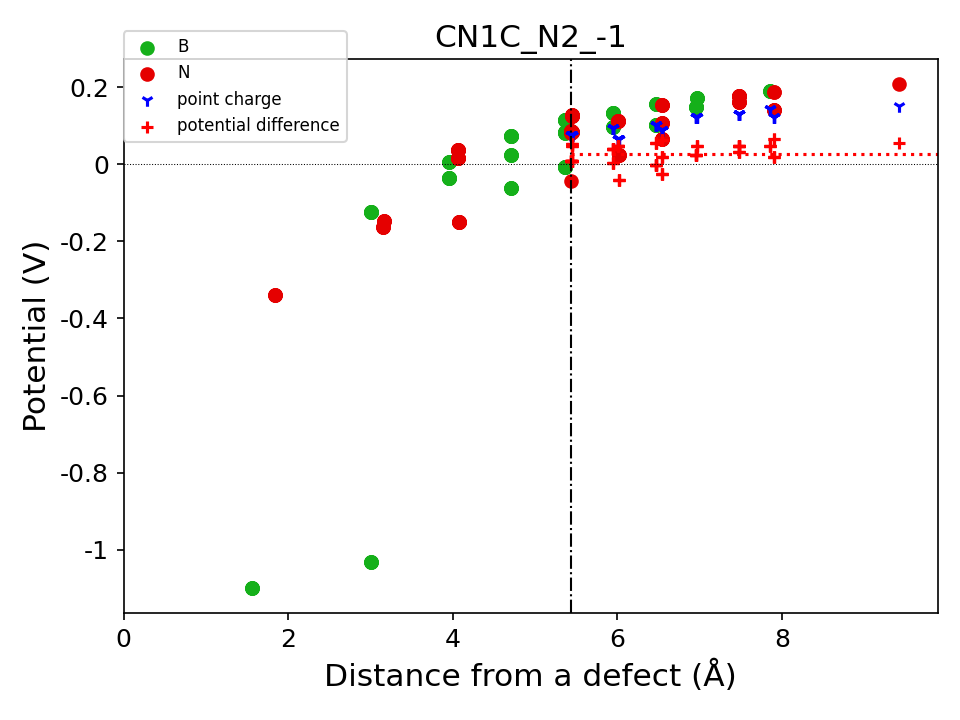 CN1C_N2_-1
B
N
point charge
potential difference
0.2
0
-0.2
-0.4
-0.6
-0.8
-1
Potential (V)
0 2 4 6 8
Distance from a defect (Å)